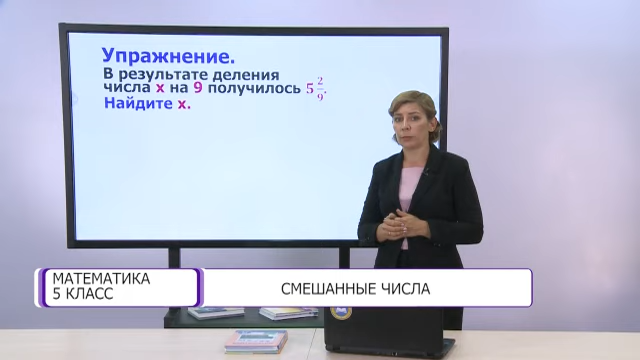 Упражнение.
В результате деления
числа х на 9 получилось 5 2/9.
Найдите х.
МАТЕМАТИКА
5 КЛАСС
СМЕШАННЫЕ ЧИСЛА